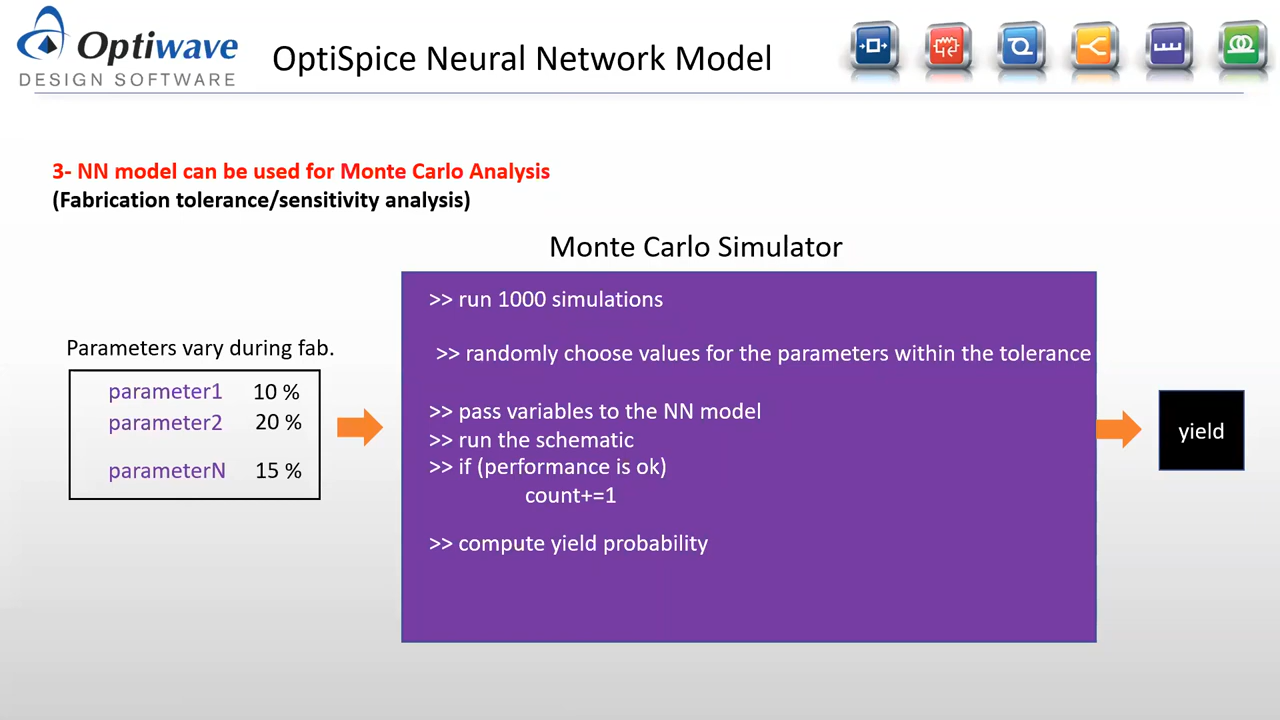 Optiwave
DESIGN SOFTWARE
OptiSpice Neural Network Model
3- NN model can be used for Monte Carlo Analysis
(Fabrication tolerance/sensitivity analysis)
Monte Carlo Simulator
Parameters vary during fab.
parameter1 10 %
parameter2 20 %
parameterN 15 %
>> run 1000 simulations
>> randomly choose values for the parameters within the tolerance
>> pass variables to the NN model
>> run the schematic
>> if (performance is ok)
count+=1
>> compute yield probability
yield